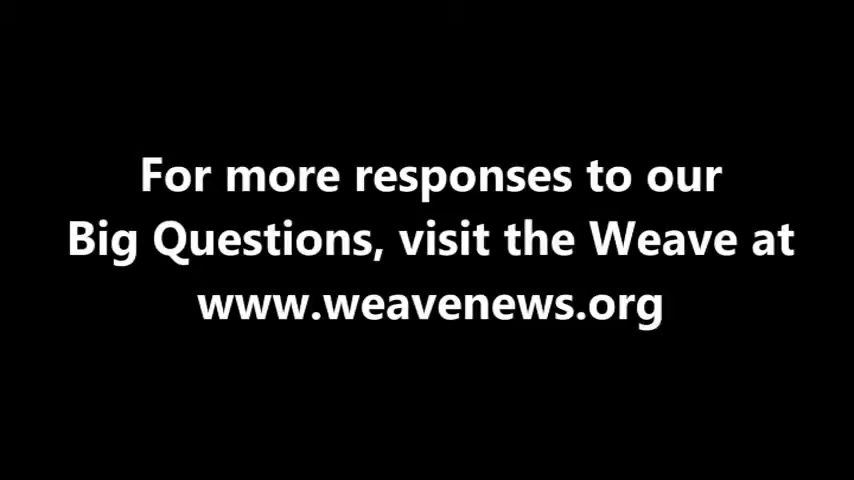 For more responses to our
Big Questions, visit the Weave at
www.weavenews.org